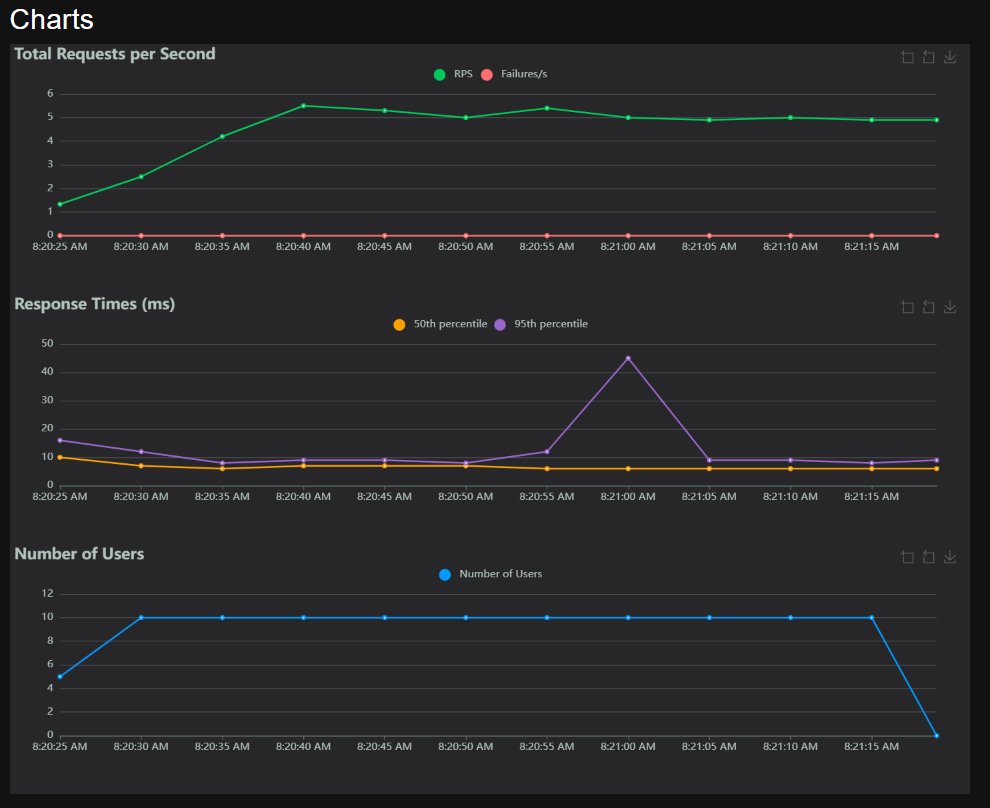 Charts
Total Requests per Second
RPS Failures/s
6
5
4
3
2
1
0
8:20:25 AM 8:20:30 AM 8:20:35 AM 8:20:40 AM 8:20:45 AM 8:20:50 AM 8:20:55 AM 8:21:00 AM 8:21:05 AM 8:21:10 AM 8:21:15 AM
Response Times (ms)
50th percentile 95th percentile
50
40
30
20
10
0
8:20:25 AM 8:20:30 AM 8:20:35 AM 8:20:40 AM 8:20:45 AM 8:20:50 AM 8:20:55 AM 8:21:00 AM 8:21:05 AM 8:21:10 AM 8:21:15 AM
Number of Users
Number of Users
12
10
8
6
4
2
0
8:20:25 AM 8:20:30 AM 8:20:35 AM 8:20:40 AM 8:20:45 AM 8:20:50 AM 8:20:55 AM 8:21:00 AM 8:21:05 AM 8:21:10 AM 8:21:15 AM